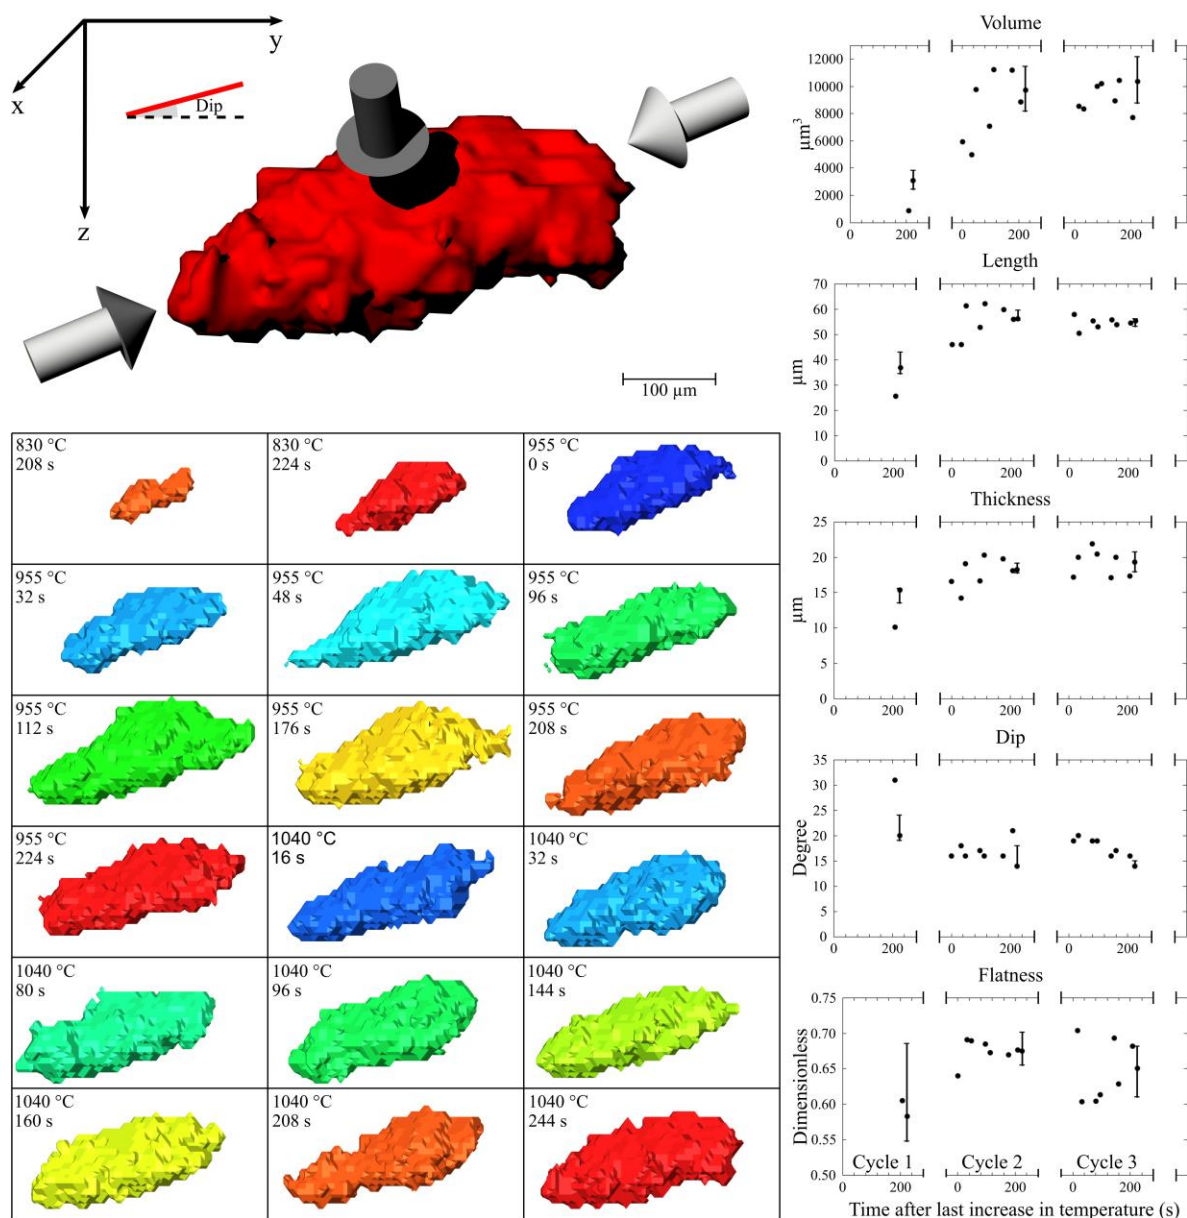 y
x
z
Dip
100 µm
830 °C
208 s
830 °C
224 s
955 °C
0 s
955 °C
32 s
955 °C
48 s
955 °C
96 s
955 °C
112 s
955 °C
176 s
955 °C
208 s
955 °C
224 s
1040 °C
16 s
1040 °C
32 s
1040 °C
80 s
1040 °C
96 s
1040 °C
144 s
1040 °C
160 s
1040 °C
208 s
1040 °C
244 s
Volume
µm³
12000
10000
8000
6000
4000
2000
0
0 200 0 200 0 200
Length
µm
70
60
50
40
30
20
10
0
0 200 0 200 0 200
Thickness
µm
25
20
15
10
5
0
0 200 0 200 0 200
Dip
Degree
35
30
25
20
15
10
5
0
0 200 0 200 0 200
Flatness
Dimensionless
0.75
0.70
0.65
0.60
0.55
0.50
Cycle 1 Cycle 2 Cycle 3
0 200 0 200 0 200
Time after last increase in temperature (s)